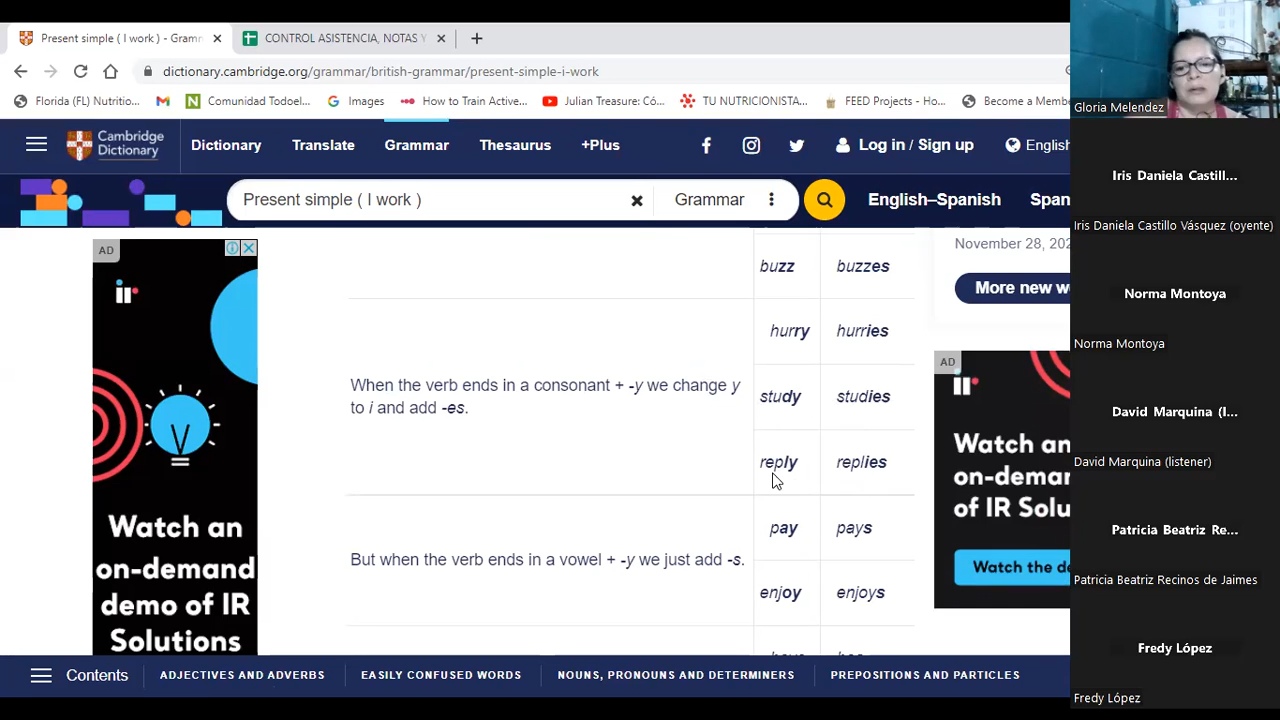 Present simple ( I work ) - Gramm
CONTROL ASISTENCIA, NOTAS Y
dictionary.cambridge.org/grammar/british-grammar/present-simple-i-work
Florida (FL) Nutritio...
Comunidad Todoel...
Images
How to Train Active...
Julian Treasure: Có...
TU NUTRICIONISTA...
FEED Projects - Ho...
Become a Membe
Cambridge
Dictionary
Dictionary
Translate
Grammar
Thesaurus
+Plus
Log in / Sign up
English
Present simple ( I work )
Grammar
English–Spanish
Span
AD
ir
Watch an
on-demand
demo of IR
Solutions
buzz buzzes
hurry hurries
When the verb ends in a consonant + -y we change y
to i and add -es.
study studies
reply replies
pay pays
But when the verb ends in a vowel + -y we just add -s.
enjoy enjoys
November 28, 202
More new wo
AD
ir
Watch
on-dem
of IR Solu
Watch the de
Contents
ADJECTIVES AND ADVERBS
EASILY CONFUSED WORDS
NOUNS, PRONOUNS AND DETERMINERS
PREPOSITIONS AND PARTICLES
Gloria Melendez
Iris Daniela Castill...
Iris Daniela Castillo Vásquez (oyente)
Norma Montoya
Norma Montoya
David Marquina (l...
David Marquina (listener)
Patricia Beatriz Re...
Patricia Beatriz Recinos de Jaimes
Fredy López
Fredy López